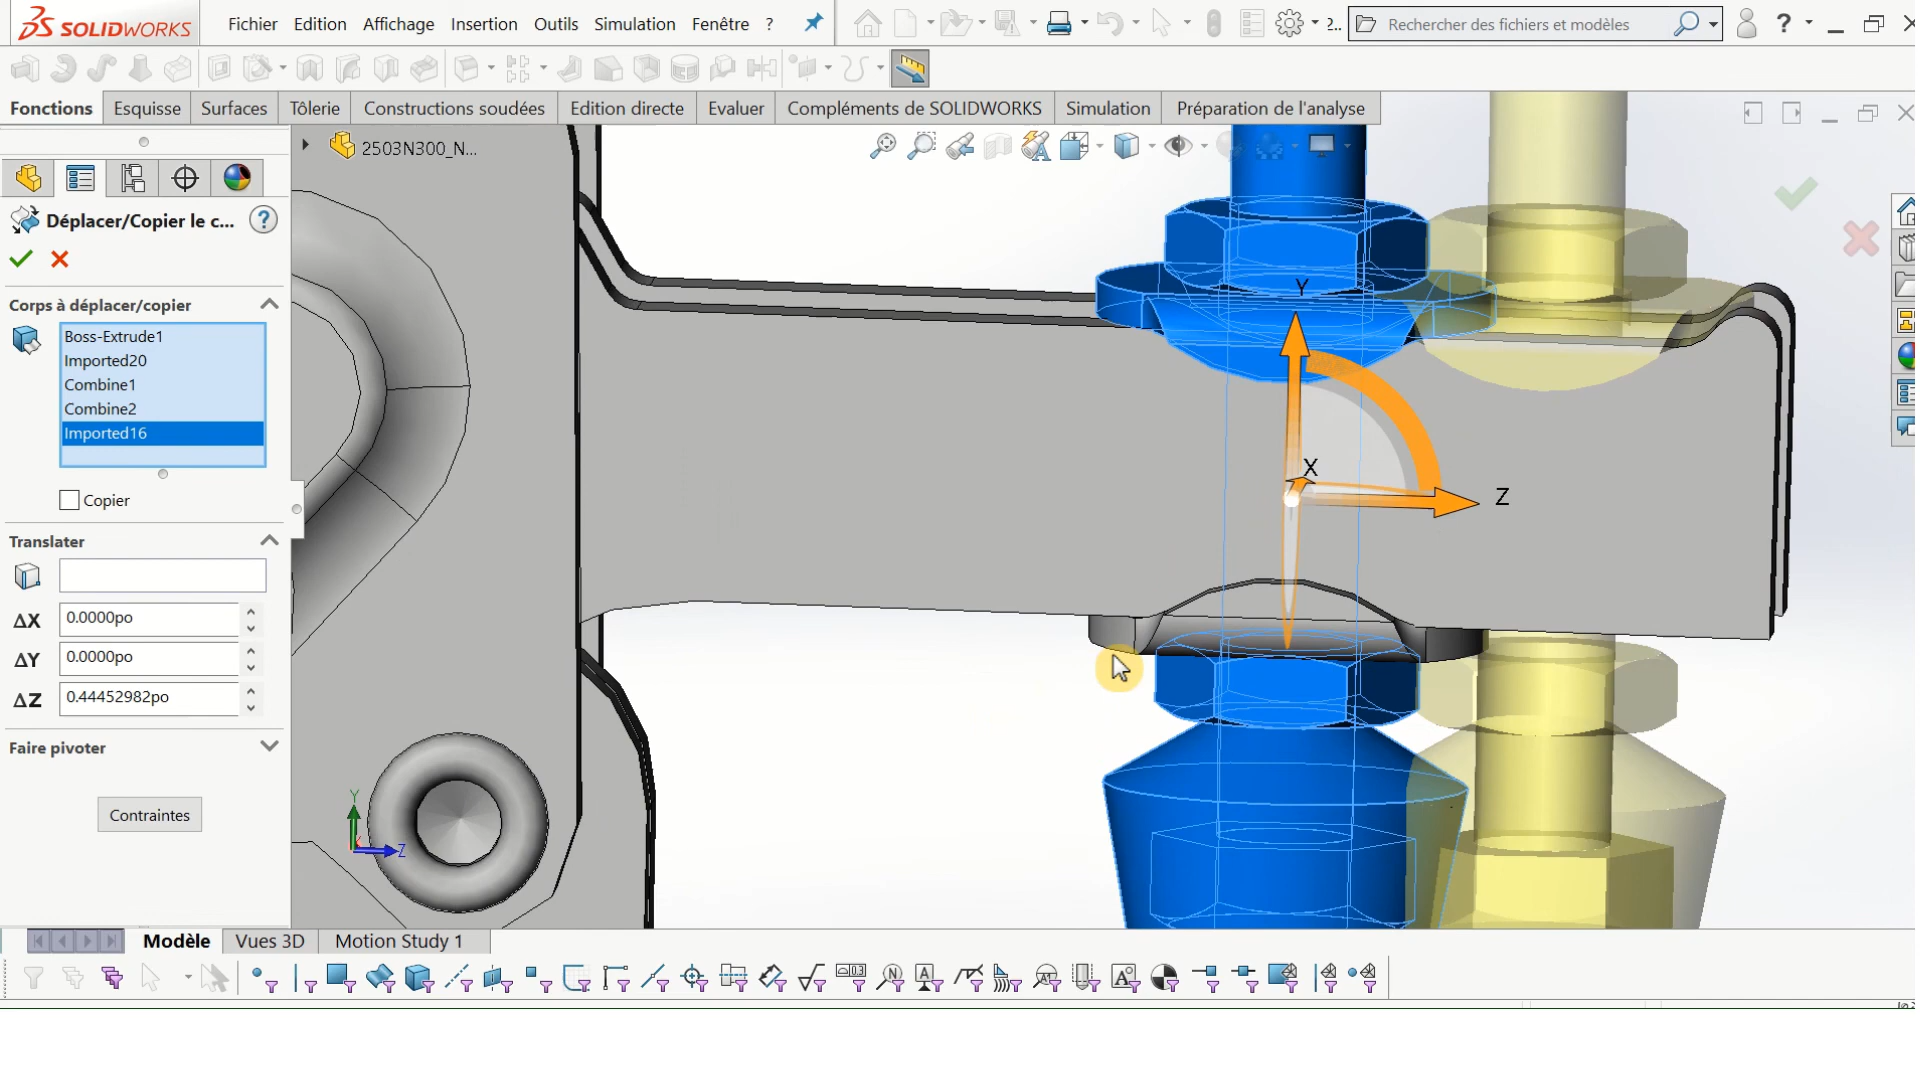 SOLIDWORKS
Fichier Edition Affichage Insertion Outils Simulation Fenêtre ?
2... Rechercher des fichiers et modèles ?
Fonctions Esquisse Surfaces Tôlerie Constructions soudées Edition directe Evaluer Compléments de SOLIDWORKS Simulation Préparation de l'analyse
2503N300_N...
Déplacer/Copier le c... ?
Corps à déplacer/copier
Boss-Extrude1
Imported20
Combine1
Combine2
Imported16
Copier
Translater
ΔX 0.0000po
ΔY 0.0000po
ΔZ 0.44452982po
Faire pivoter
Contraintes
Y
X
Z
Y
Z
Modèle Vues 3D Motion Study 1